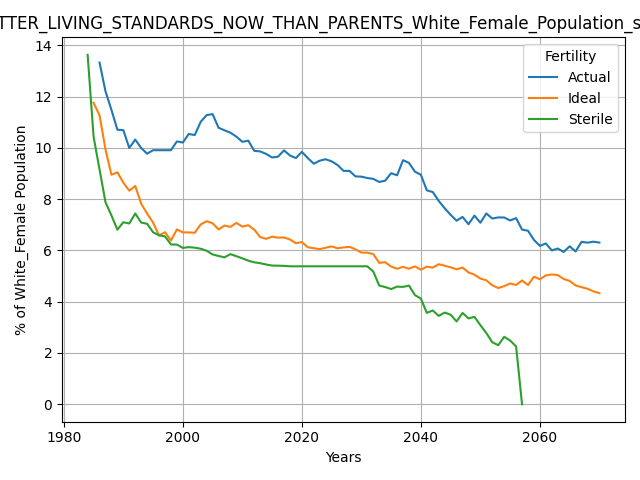 TTER_LIVING_STANDARDS_NOW_THAN_PARENTS_White_Female_Population_s
14
12
10
8
6
4
2
0
% of White_Female Population
1980
2000
2020
2040
2060
Years
Fertility
Actual
Ideal
Sterile